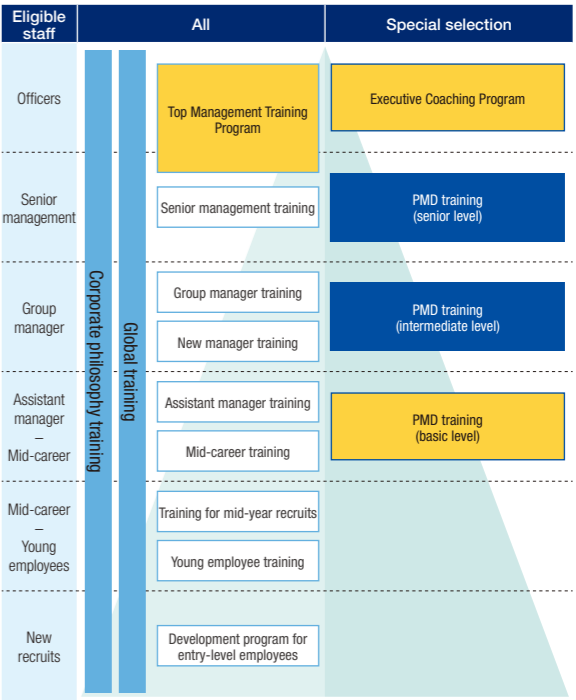 Eligible
staff
All
Special selection
Officers
Top Management Training
Program
Executive Coaching Program
Senior
management
Senior management training
PMD training
(senior level)
Corporate philosophy training
Global training
Group
manager
Group manager training
New manager training
PMD training
(intermediate level)
Assistant
manager
–
Mid-career
Assistant manager training
Mid-career training
PMD training
(basic level)
Mid-career
–
Young
employees
Training for mid-year recruits
Young employee training
New
recruits
Development program for
entry-level employees